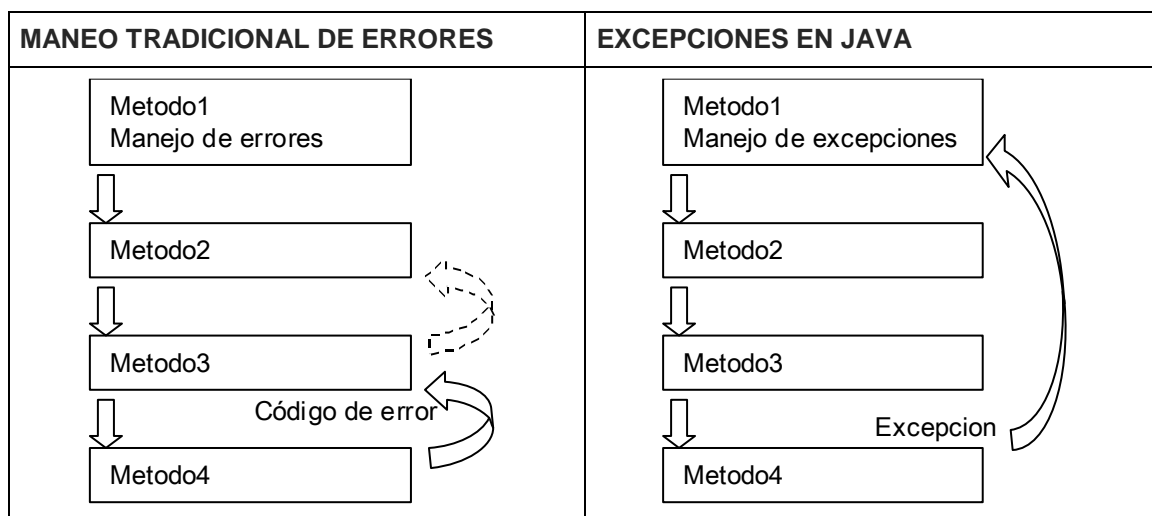 MANEO TRADICIONAL DE ERRORES
Metodo1
Manejo de errores
Metodo2
Metodo3
Código de error
Metodo4
EXCEPCIONES EN JAVA
Metodo1
Manejo de excepciones
Metodo2
Metodo3
Excepcion
Metodo4